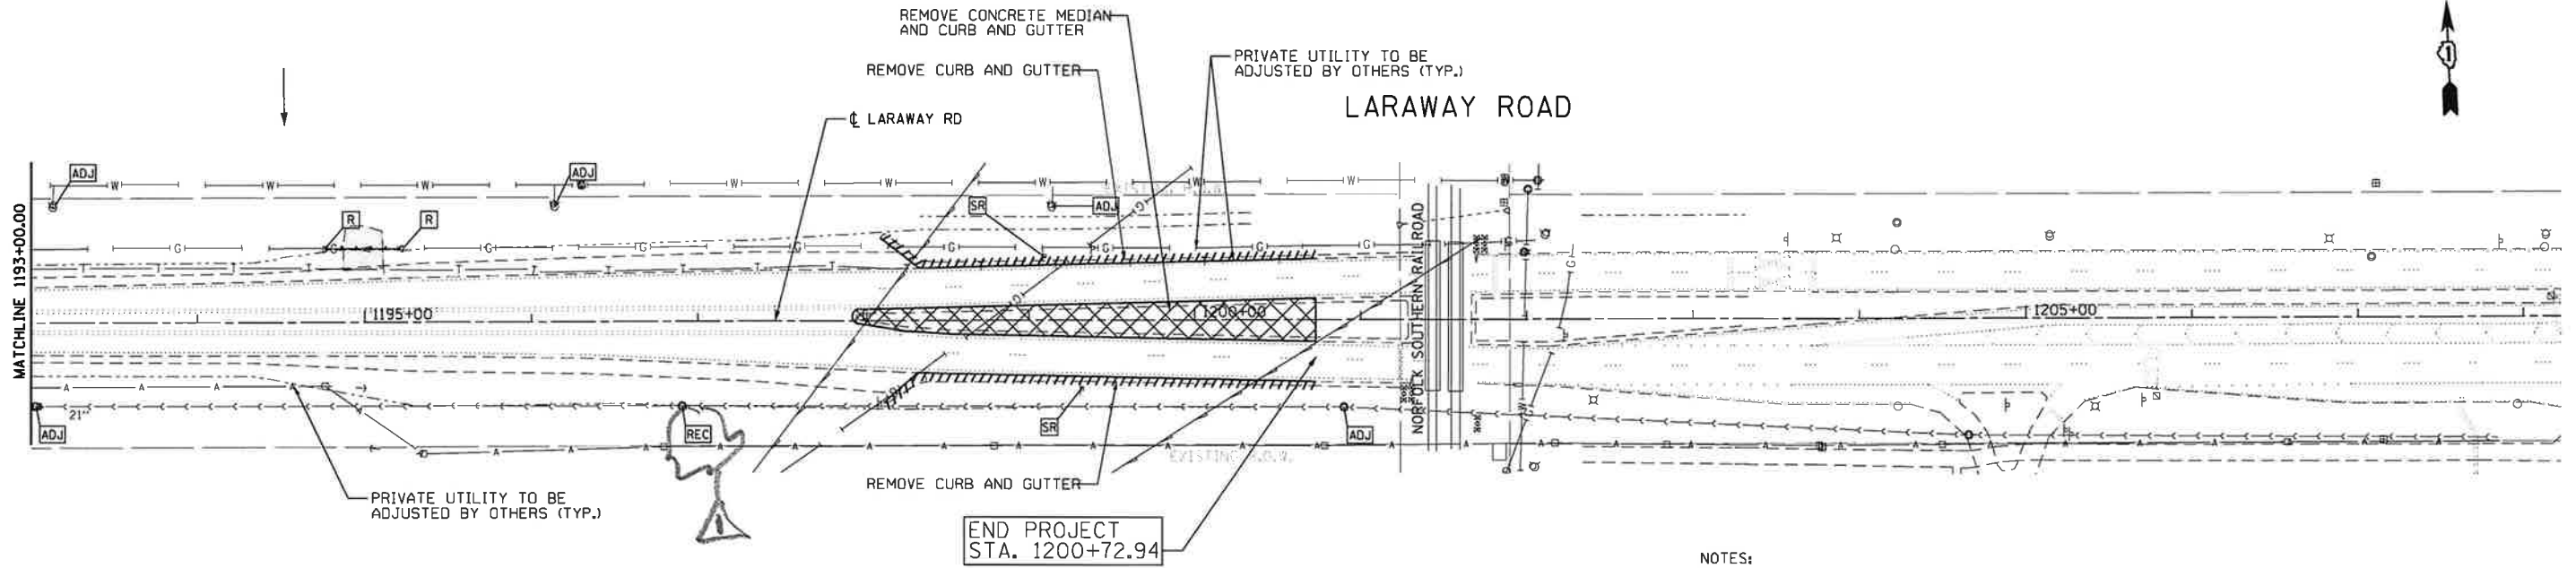 REMOVE CONCRETE MEDIAN
AND CURB AND GUTTER
REMOVE CURB AND GUTTER
PRIVATE UTILITY TO BE
ADJUSTED BY OTHERS (TYP.)
LARAWAY ROAD
℄ LARAWAY RD
1
MATCHLINE 1193+00.00
ADJ
ADJ
ADJ
SR
R
R
W
W
W
W
W
W
W
W
W
G
G
G
G
G
G
G
G
G
T
T
T
T
T
T
T
T
T
T
1195+00
1200+00
1205+00
NORFOLK SOUTHERN RAILROAD
A
A
A
A
21"
ADJ
REC
SR
ADJ
A
A
A
A
A
A
A
A
A
EXISTING R.O.W.
REMOVE CURB AND GUTTER
PRIVATE UTILITY TO BE
ADJUSTED BY OTHERS (TYP.)
1
END PROJECT
STA. 1200+72.94
NOTES: